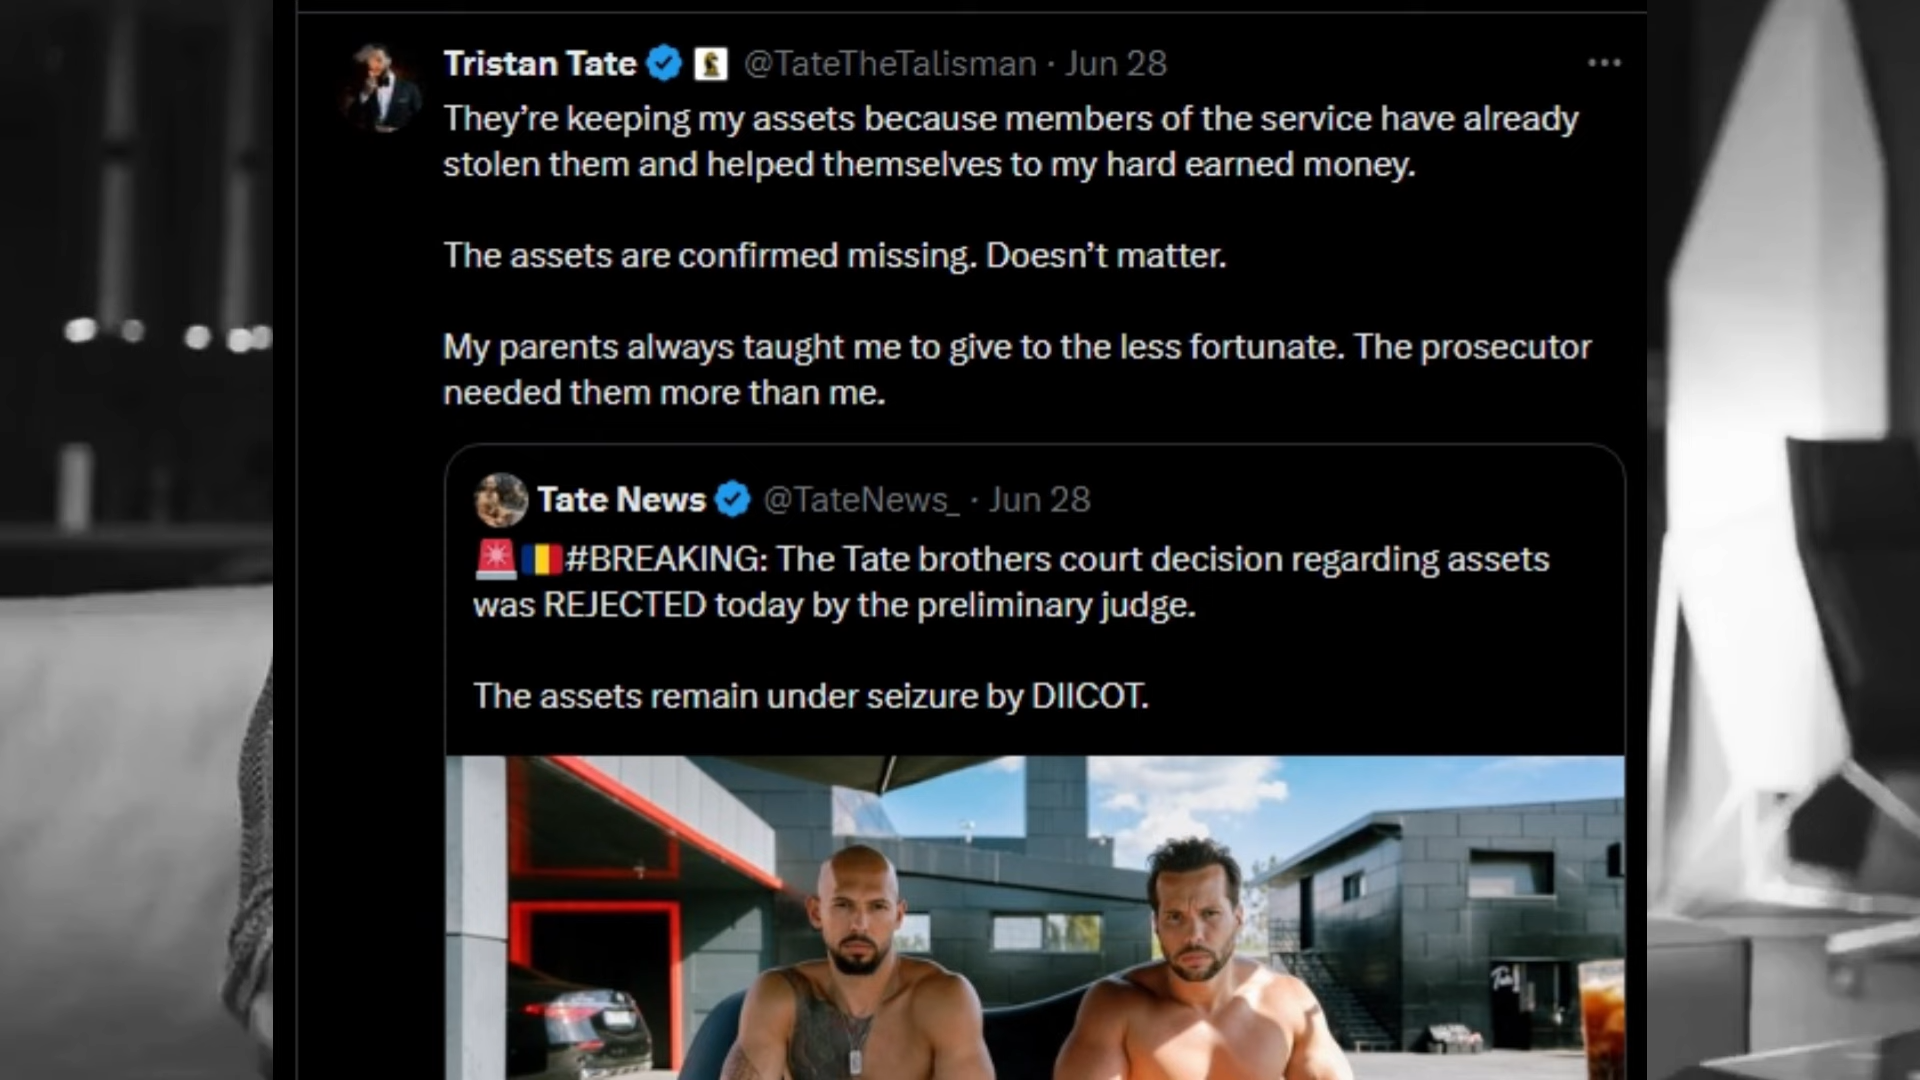 Tristan Tate @TateTheTalisman · Jun 28
They’re keeping my assets because members of the service have already
stolen them and helped themselves to my hard earned money.
The assets are confirmed missing. Doesn’t matter.
My parents always taught me to give to the less fortunate. The prosecutor
needed them more than me.
Tate News @TateNews_ · Jun 28
🚨🇷🇴#BREAKING: The Tate brothers court decision regarding assets
was REJECTED today by the preliminary judge.
The assets remain under seizure by DIICOT.